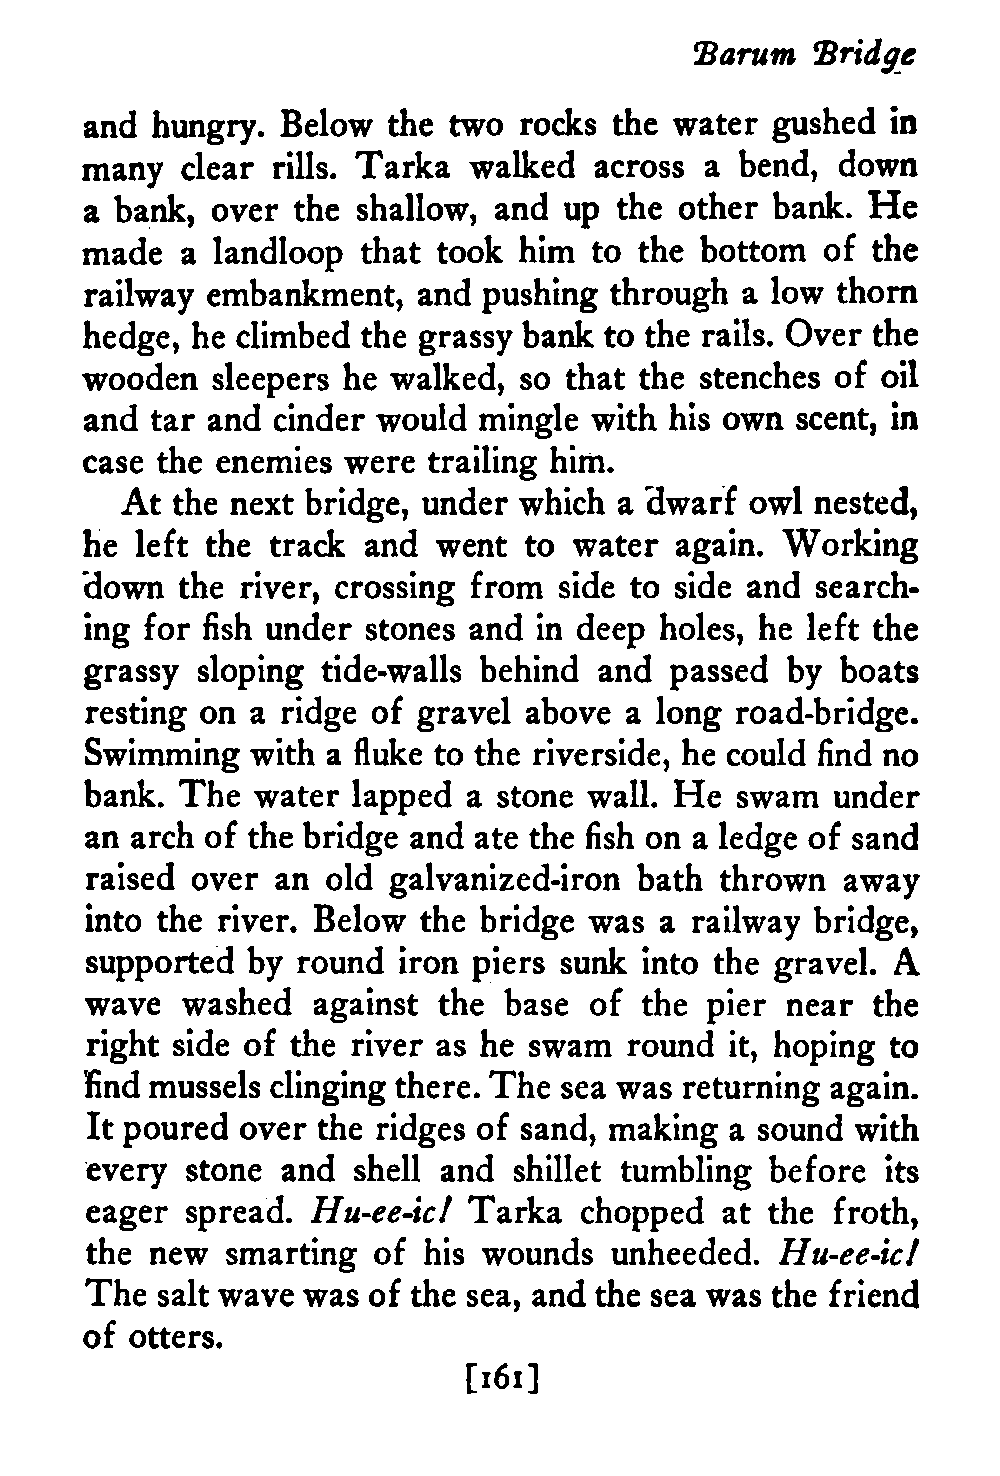 Barum Bridge
and hungry. Below the two rocks the water gushed in
many clear rills. Tarka walked across a bend, down
a bank, over the shallow, and up the other bank. He
made a landloop that took him to the bottom of the
railway embankment, and pushing through a low thorn
hedge, he climbed the grassy bank to the rails. Over the
wooden sleepers he walked, so that the stenches of oil
and tar and cinder would mingle with his own scent, in
case the enemies were trailing him.
At the next bridge, under which a dwarf owl nested,
he left the track and went to water again. Working
down the river, crossing from side to side and search-
ing for fish under stones and in deep holes, he left the
grassy sloping tide-walls behind and passed by boats
resting on a ridge of gravel above a long road-bridge.
Swimming with a fluke to the riverside, he could find no
bank. The water lapped a stone wall. He swam under
an arch of the bridge and ate the fish on a ledge of sand
raised over an old galvanized-iron bath thrown away
into the river. Below the bridge was a railway bridge,
supported by round iron piers sunk into the gravel. A
wave washed against the base of the pier near the
right side of the river as he swam round it, hoping to
find mussels clinging there. The sea was returning again.
It poured over the ridges of sand, making a sound with
every stone and shell and shillet tumbling before its
eager spread. Hu-ee-ic! Tarka chopped at the froth,
the new smarting of his wounds unheeded. Hu-ee-ic!
The salt wave was of the sea, and the sea was the friend
of otters.
[161]